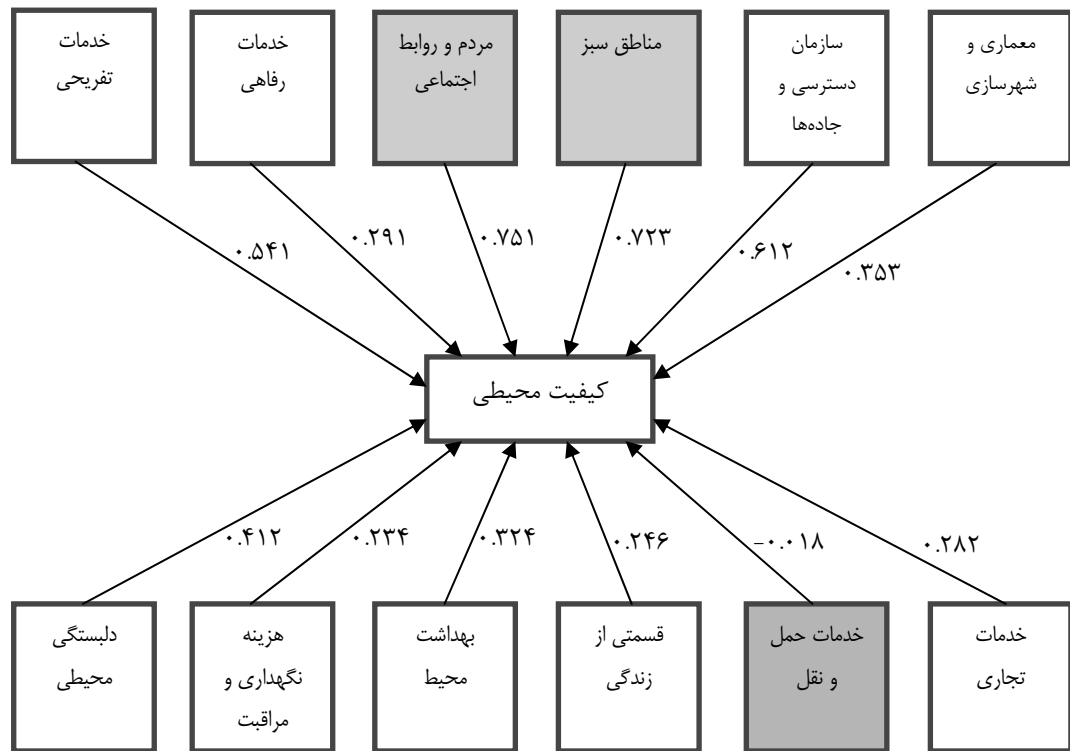 معماری و
شهرسازی
سازمان
دسترسی و
جاده‌ها
مناطق سبز
مردم و روابط
اجتماعی
خدمات
رفاهی
خدمات
تفریحی
۰.۳۵۳
۰.۶۱۲
۰.۷۲۳
۰.۷۵۱
۰.۲۹۱
۰.۵۴۱
کیفیت محیطی
۰.۲۸۲
-۰.۰۱۸
۰.۲۴۶
۰.۳۲۴
۰.۲۳۴
۰.۴۱۲
خدمات
تجاری
خدمات حمل
و نقل
قسمتی از
زندگی
بهداشت
محیط
هزینه
نگهداری و
مراقبت
دلبستگی
محیطی